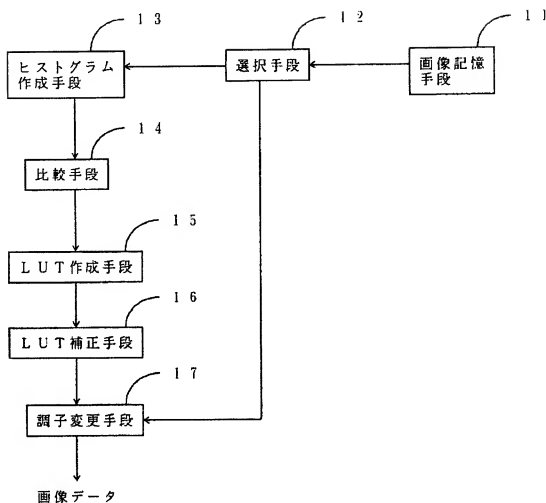 １３
１２
１１
ヒストグラム
作成手段
選択手段
画像記憶
手段
１４
比較手段
１５
ＬＵＴ作成手段
１６
ＬＵＴ補正手段
１７
調子変更手段
画像データ